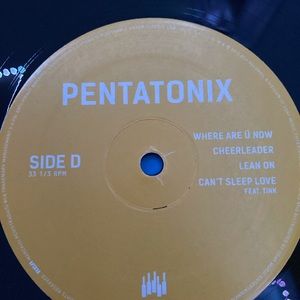 PENTATONIX
SIDE D
33 1/3 RPM
WHERE ARE Ü NOW
CHEERLEADER
LEAN ON
CAN'T SLEEP LOVE
FEAT. TINK